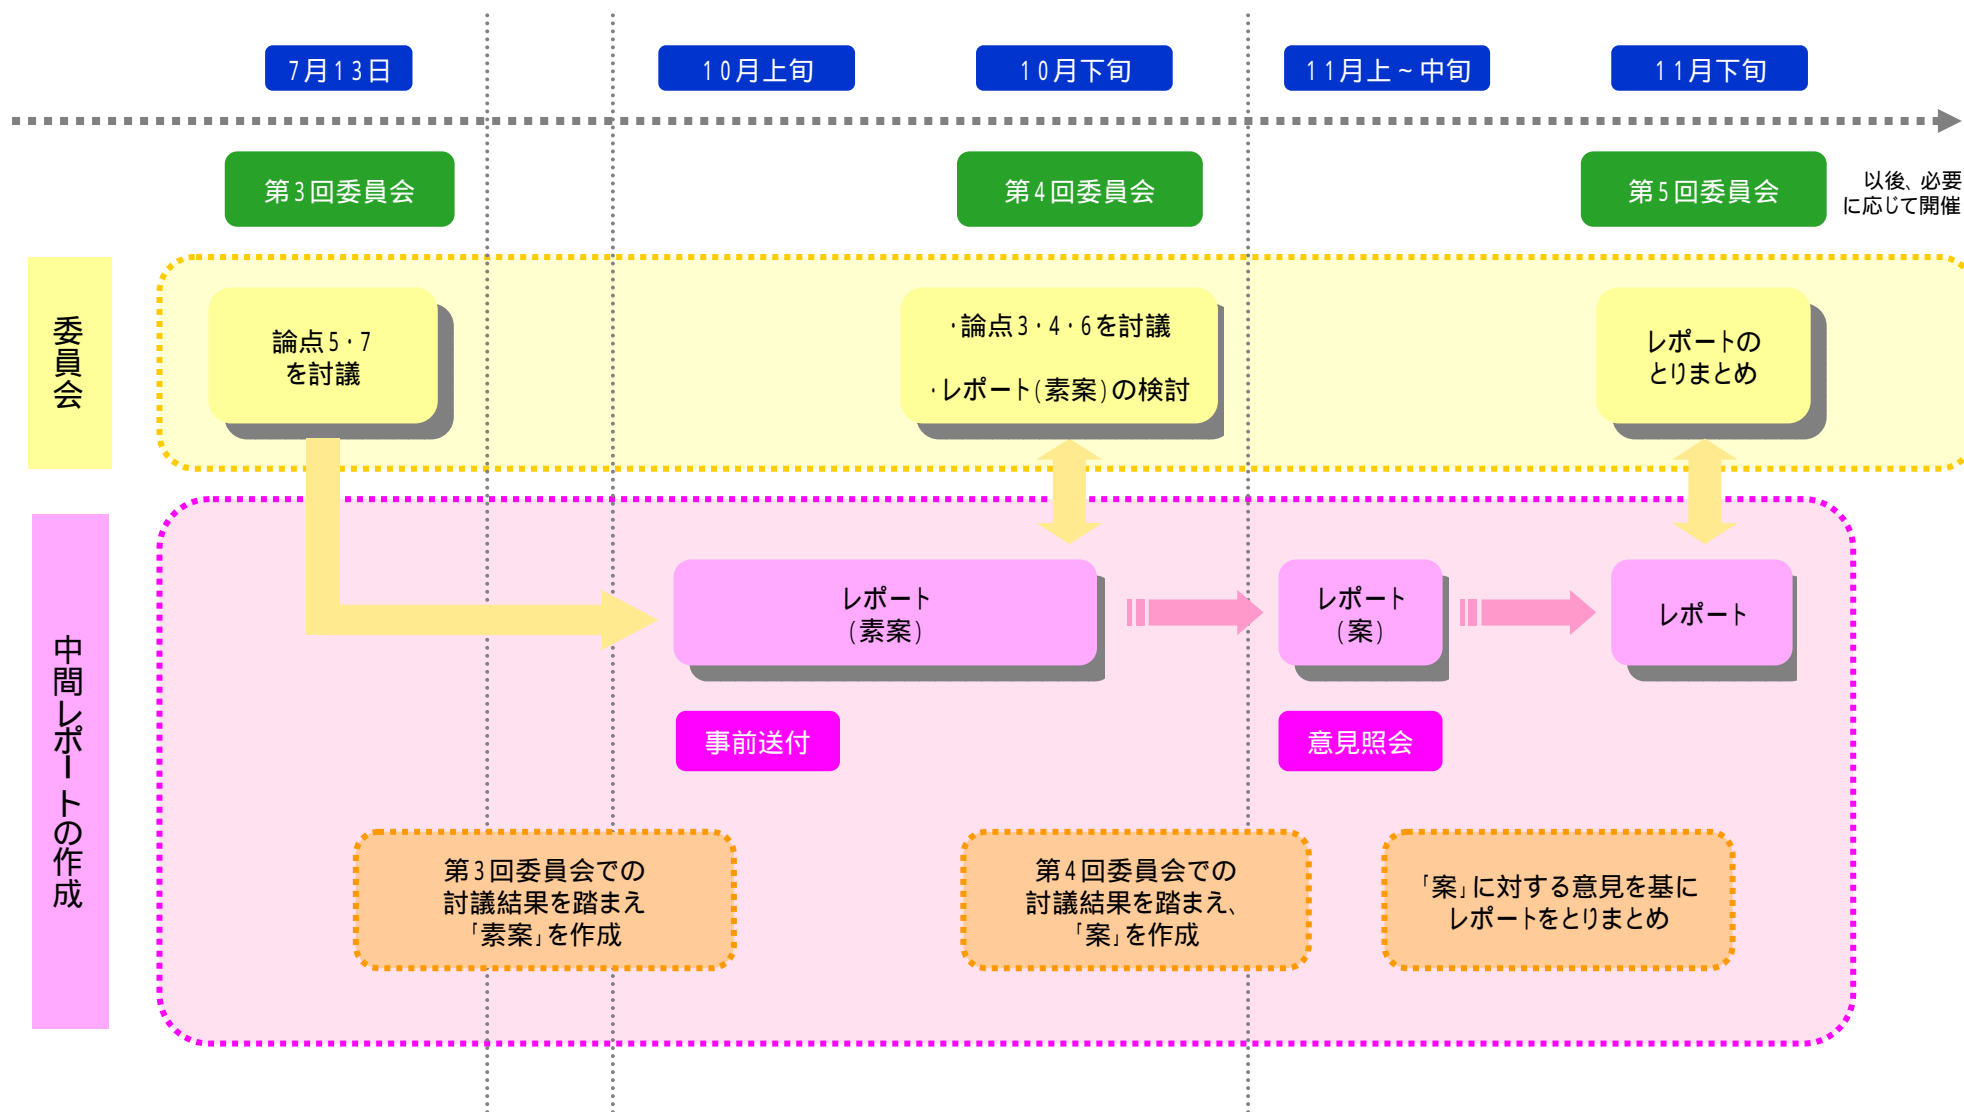 7月13日
10月上旬
10月下旬
11月上~中旬
11月下旬
第3回委員会
第4回委員会
第5回委員会
以後、必要
に応じて開催
委員会
論点5・7
を討議
・論点3・4・6を討議
・レポート(素案)の検討
レポートの
とりまとめ
中間レポートの作成
レポート
(素案)
レポート
(案)
レポート
事前送付
意見照会
第3回委員会での
討議結果を踏まえ
「素案」を作成
第4回委員会での
討議結果を踏まえ、
「案」を作成
「案」に対する意見を基に
レポートをとりまとめ